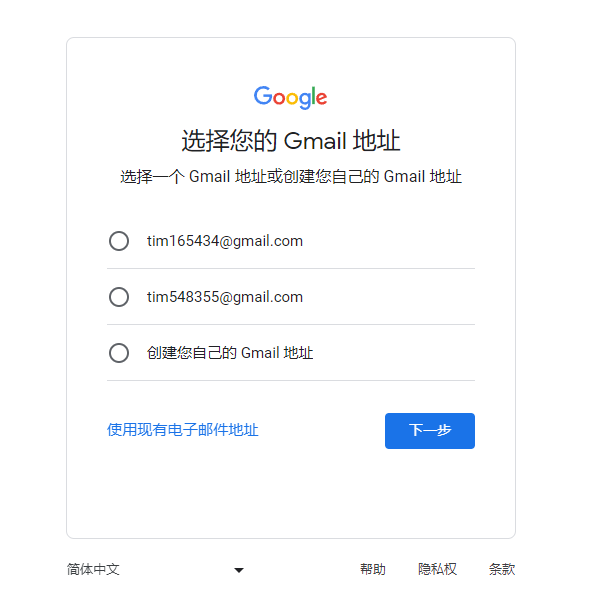 Google
选择您的 Gmail 地址
选择一个 Gmail 地址或创建您自己的 Gmail 地址
tim165434@gmail.com
tim548355@gmail.com
创建您自己的 Gmail 地址
使用现有电子邮件地址 下一步
简体中文 帮助 隐私权 条款